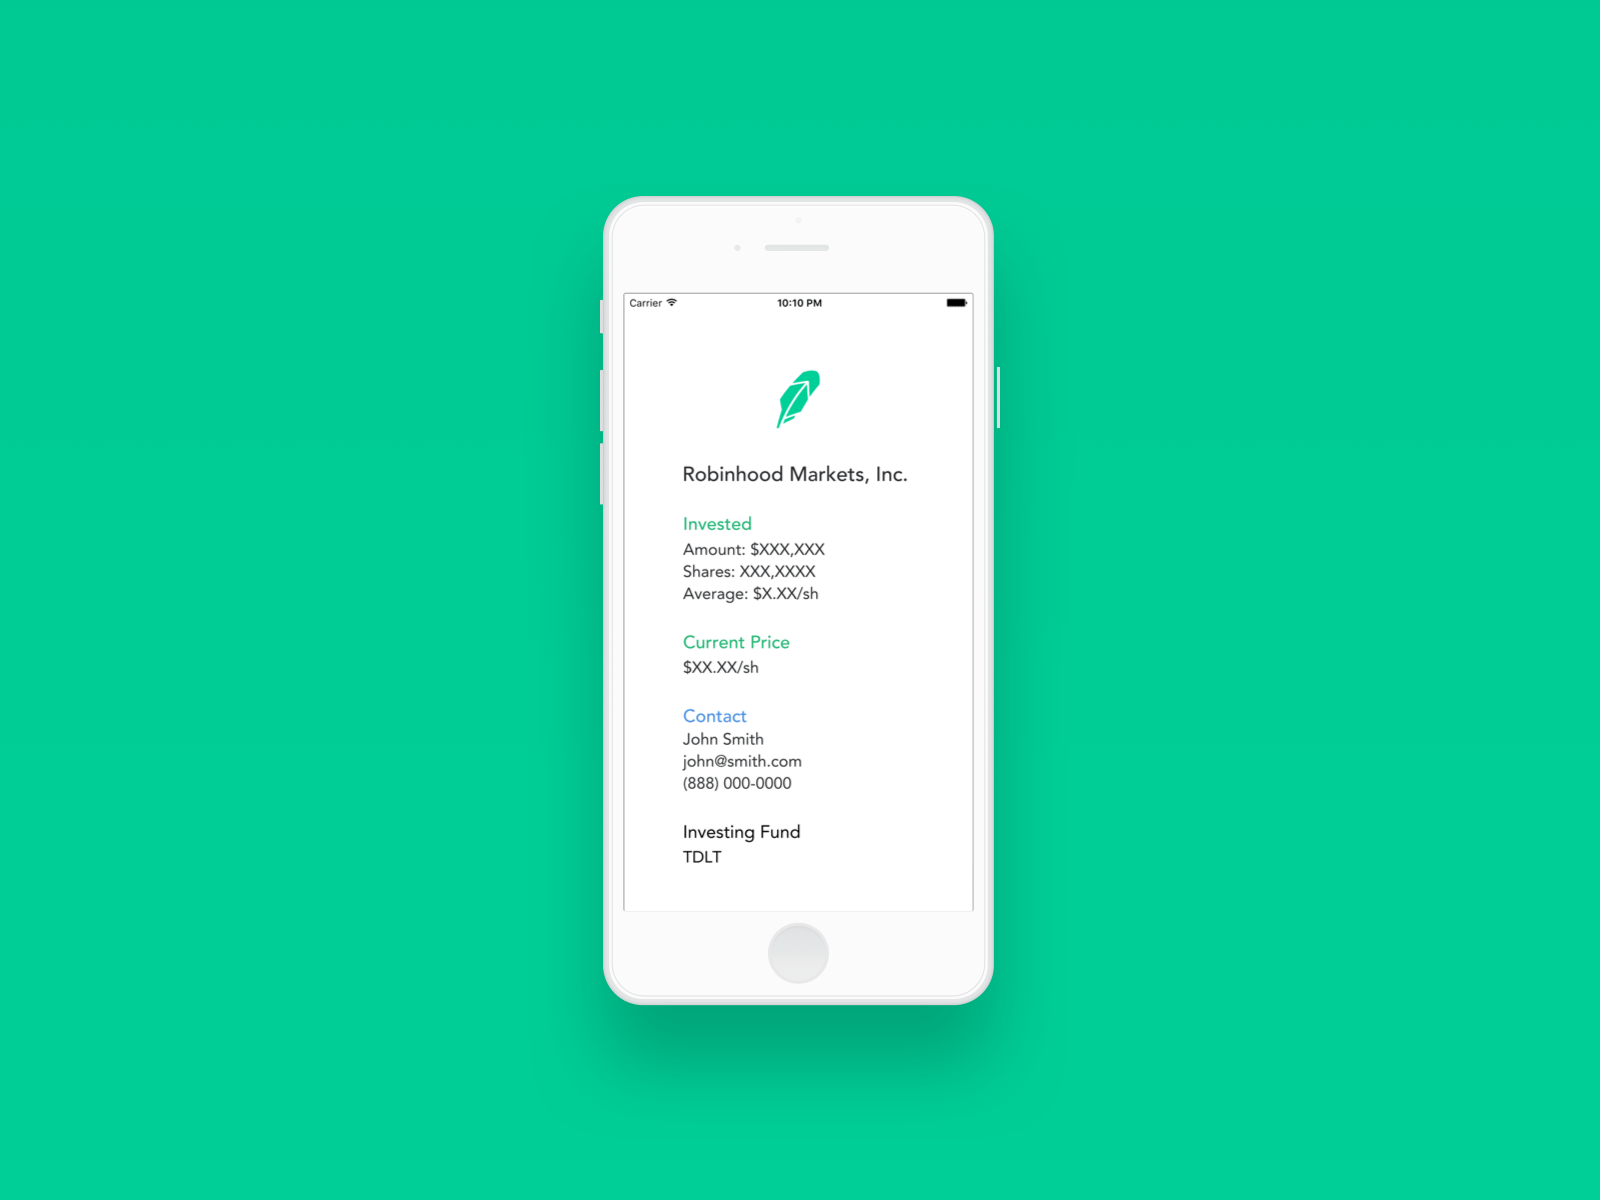 Carrier
10:10 PM
Robinhood Markets, Inc.
Invested
Amount: $XXX,XXX
Shares: XXX,XXXX
Average: $X.XX/sh
Current Price
$XX.XX/sh
Contact
John Smith
john@smith.com
(888) 000-0000
Investing Fund
TDLT